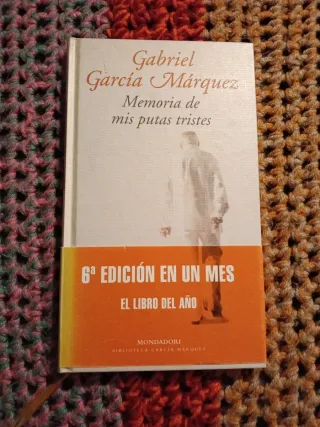 Gabriel
García Márquez
Memoria de
mis putas tristes
6ª EDICIÓN EN UN MES
EL LIBRO DEL AÑO
MONDADORI
BIBLIOTECA GARCÍA MÁRQUEZ